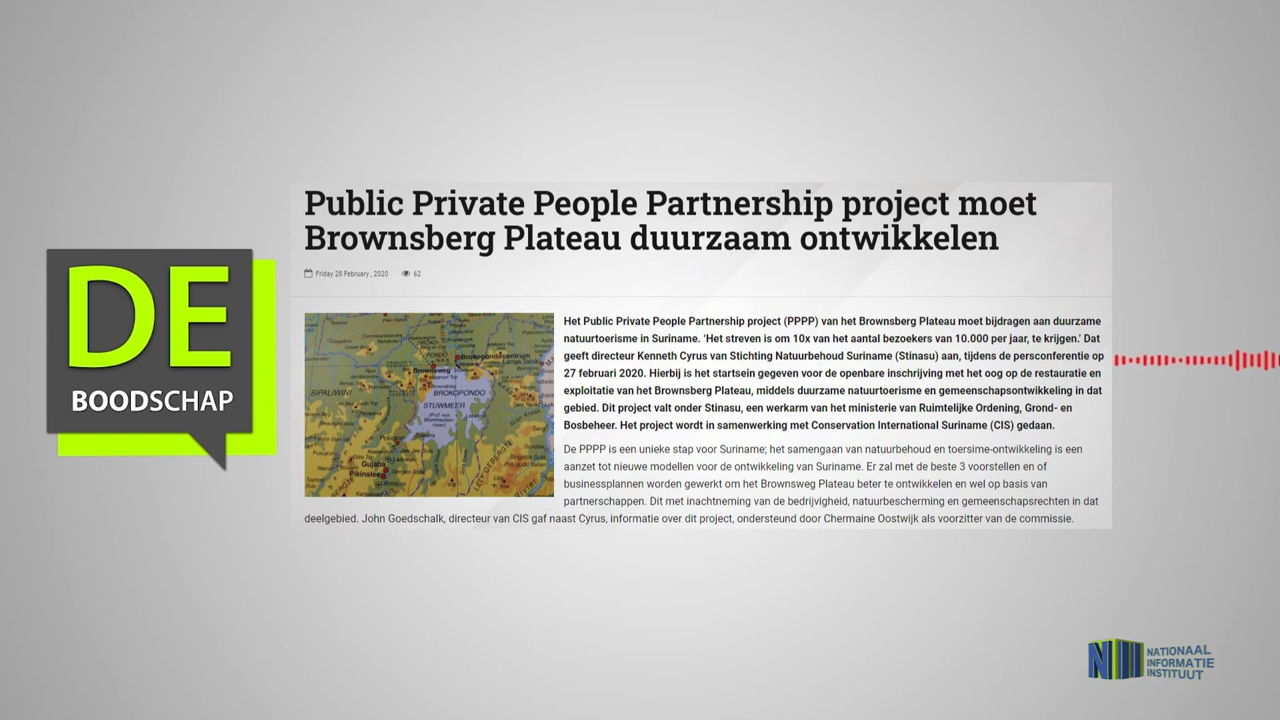 Public Private People Partnership project moet
Brownsberg Plateau duurzaam ontwikkelen
Friday 28 February , 2020 62
DE
BOODSCHAP
Het Public Private People Partnership project (PPPP) van het Brownsberg Plateau moet bijdragen aan duurzame
natuurtoerisme in Suriname. ‘Het streven is om 10x van het aantal bezoekers van 10.000 per jaar, te krijgen.’ Dat
geeft directeur Kenneth Cyrus van Stichting Natuurbehoud Suriname (Stinasu) aan, tijdens de persconferentie op
27 februari 2020. Hierbij is het startsein gegeven voor de openbare inschrijving met het oog op de restauratie en
exploitatie van het Brownsberg Plateau, middels duurzame natuurtoerisme en gemeenschapsontwikkeling in dat
gebied. Dit project valt onder Stinasu, een werkarm van het ministerie van Ruimtelijke Ordening, Grond- en
Bosbeheer. Het project wordt in samenwerking met Conservation International Suriname (CIS) gedaan.
De PPPP is een unieke stap voor Suriname; het samengaan van natuurbehoud en toersime-ontwikkeling is een
aanzet tot nieuwe modellen voor de ontwikkeling van Suriname. Er zal met de beste 3 voorstellen en of
businessplannen worden gewerkt om het Brownsweg Plateau beter te ontwikkelen en wel op basis van
partnerschappen. Dit met inachtneming van de bedrijvigheid, natuurbescherming en gemeenschapsrechten in dat
deelgebied. John Goedschalk, directeur van CIS gaf naast Cyrus, informatie over dit project, ondersteund door Chermaine Oostwijk als voorzitter van de commissie.
Brokopondocentrum
Brownsweg
SIPALIWINI
BROKOPONDO
STUWMEER
Gujaba
Pikinslee
NII
NATIONAAL
INFORMATIE
INSTITUUT